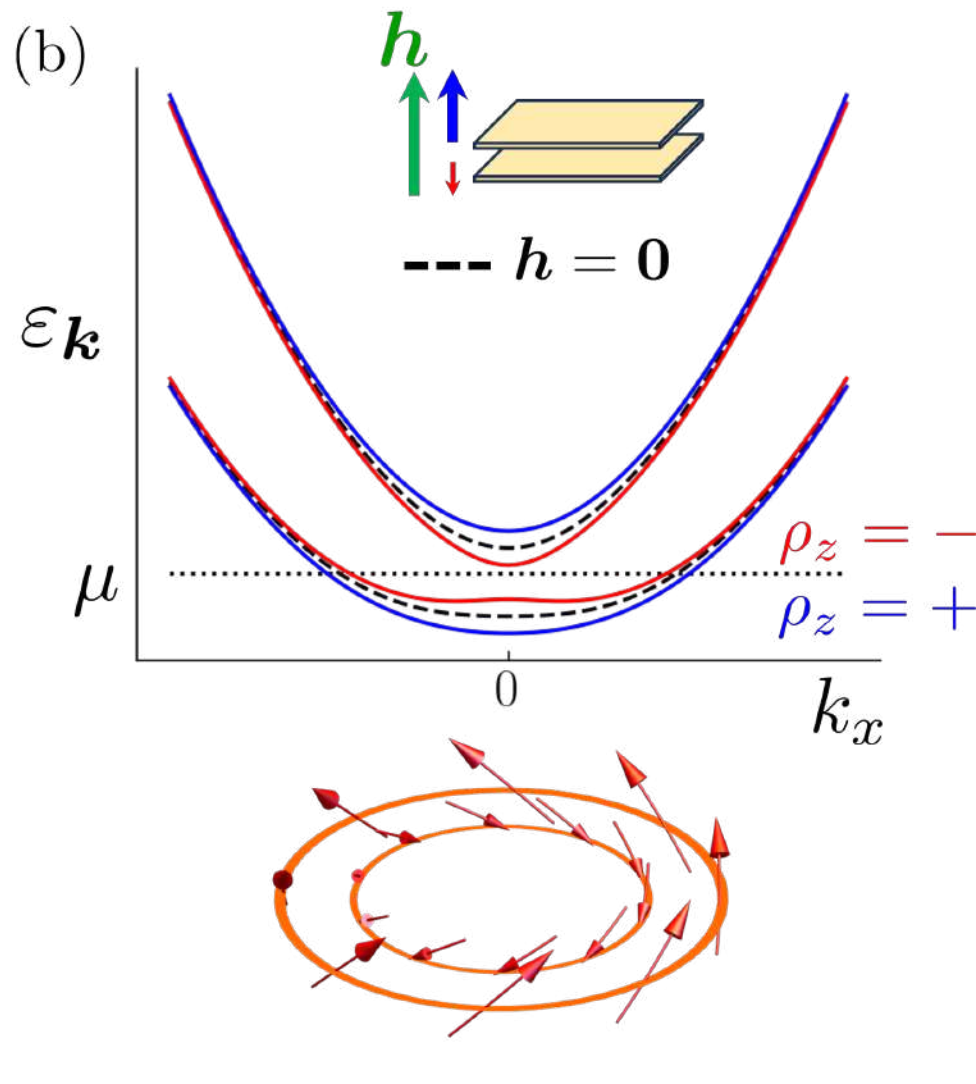 (b)
h
h = 0
ε_k
ρ_z = −
μ
ρ_z = +
0
k_x